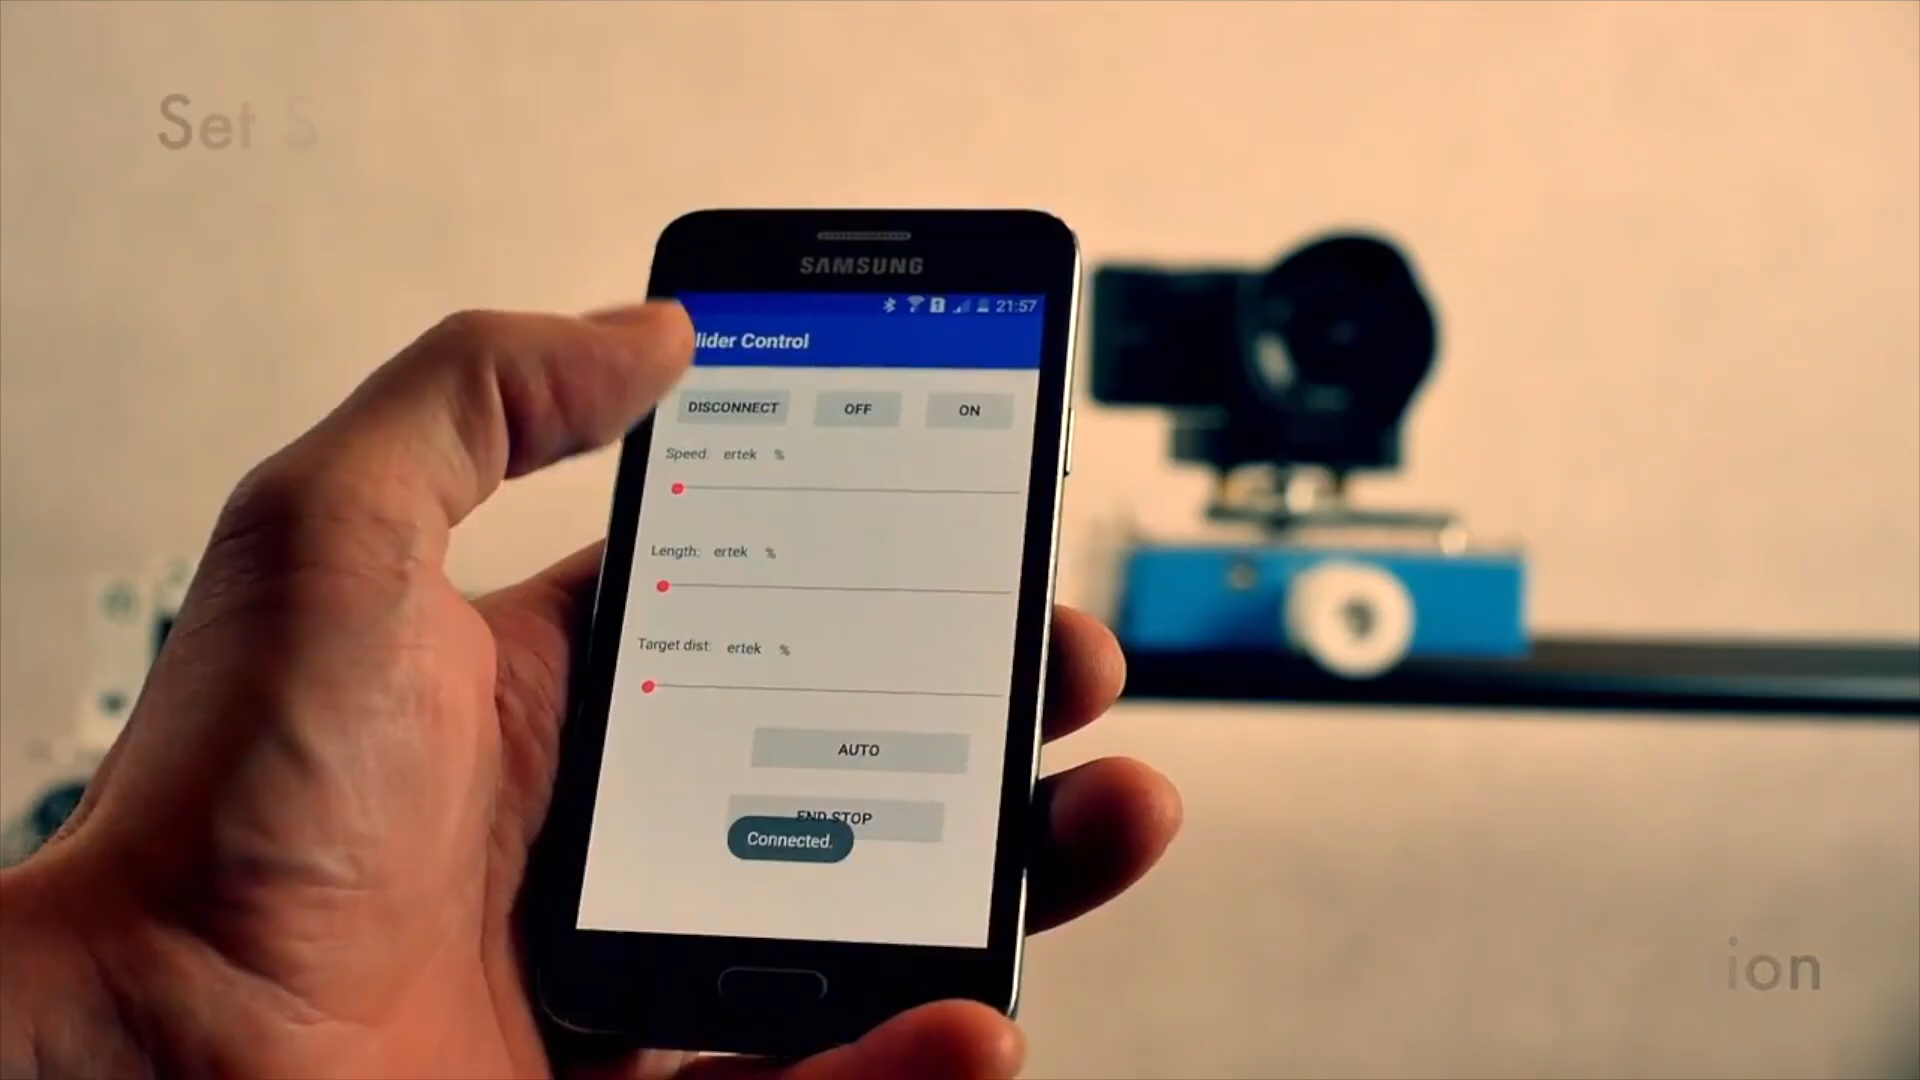 Set S
SAMSUNG
21:57
lider Control
DISCONNECT OFF ON
Speed: ertek %
Length: ertek %
Target dist: ertek %
AUTO
END STOP
Connected.
ion